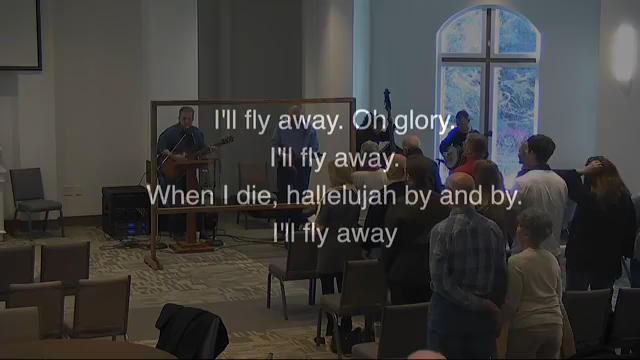 I'll fly away. Oh glory.
I'll fly away.
When I die, hallelujah by and by.
I'll fly away